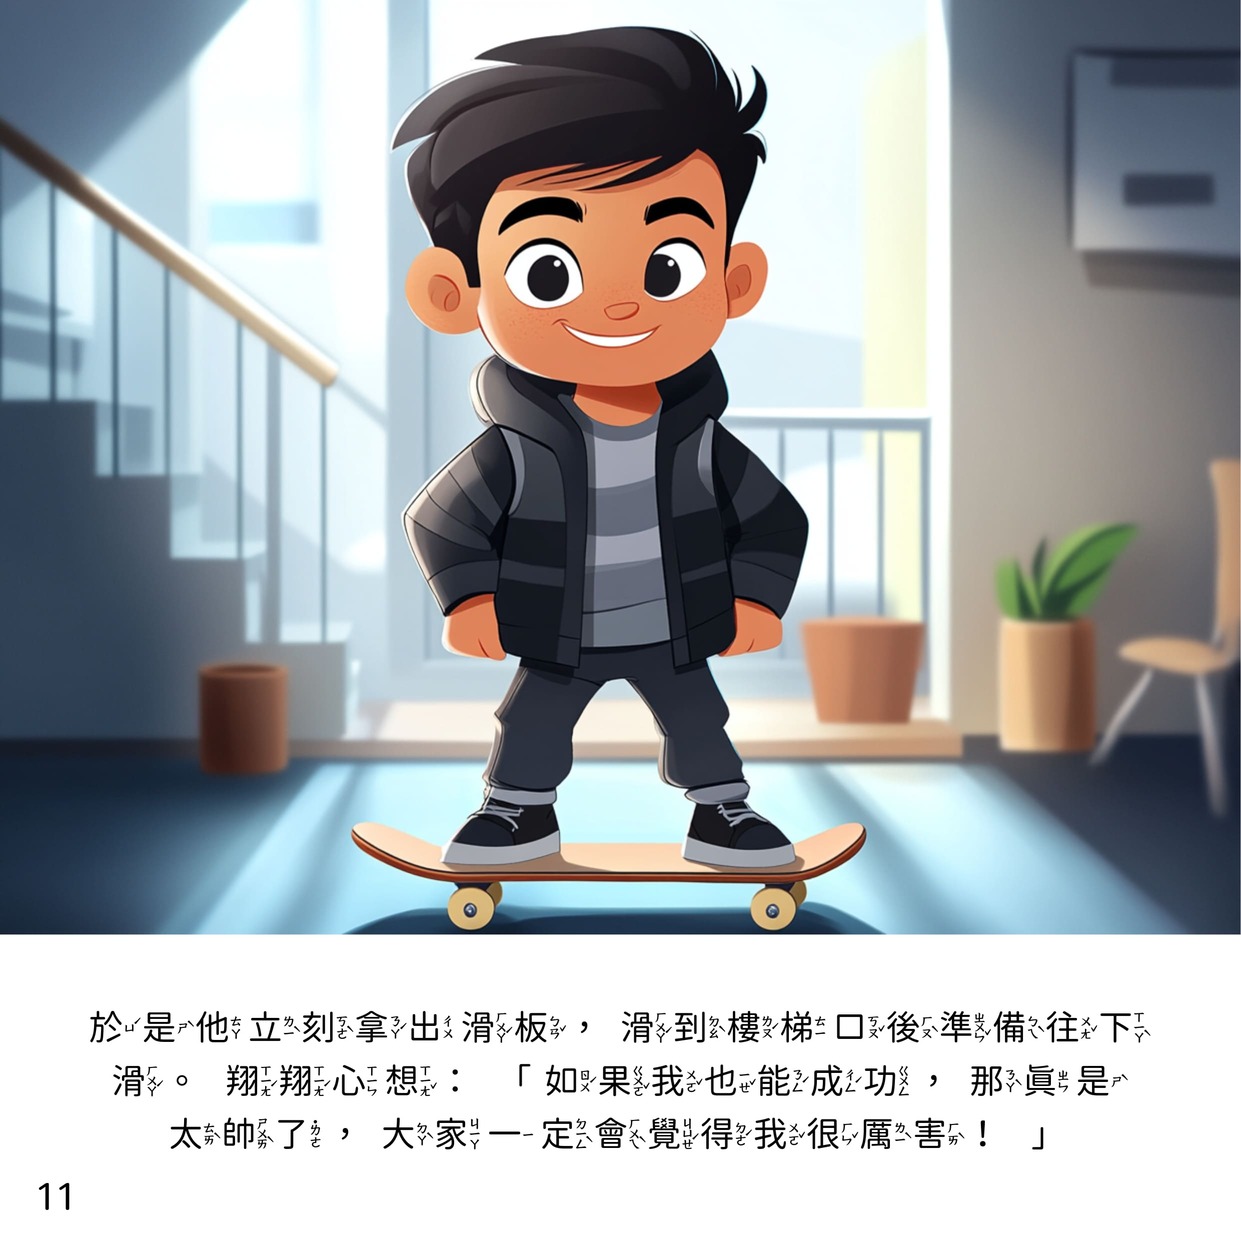 於是他立刻拿出滑板， 滑到樓梯口後準備往下
滑。 翔翔心想：「如果我也能成功， 那真是
太帥了， 大家一定會覺得我很厲害！ 」
11